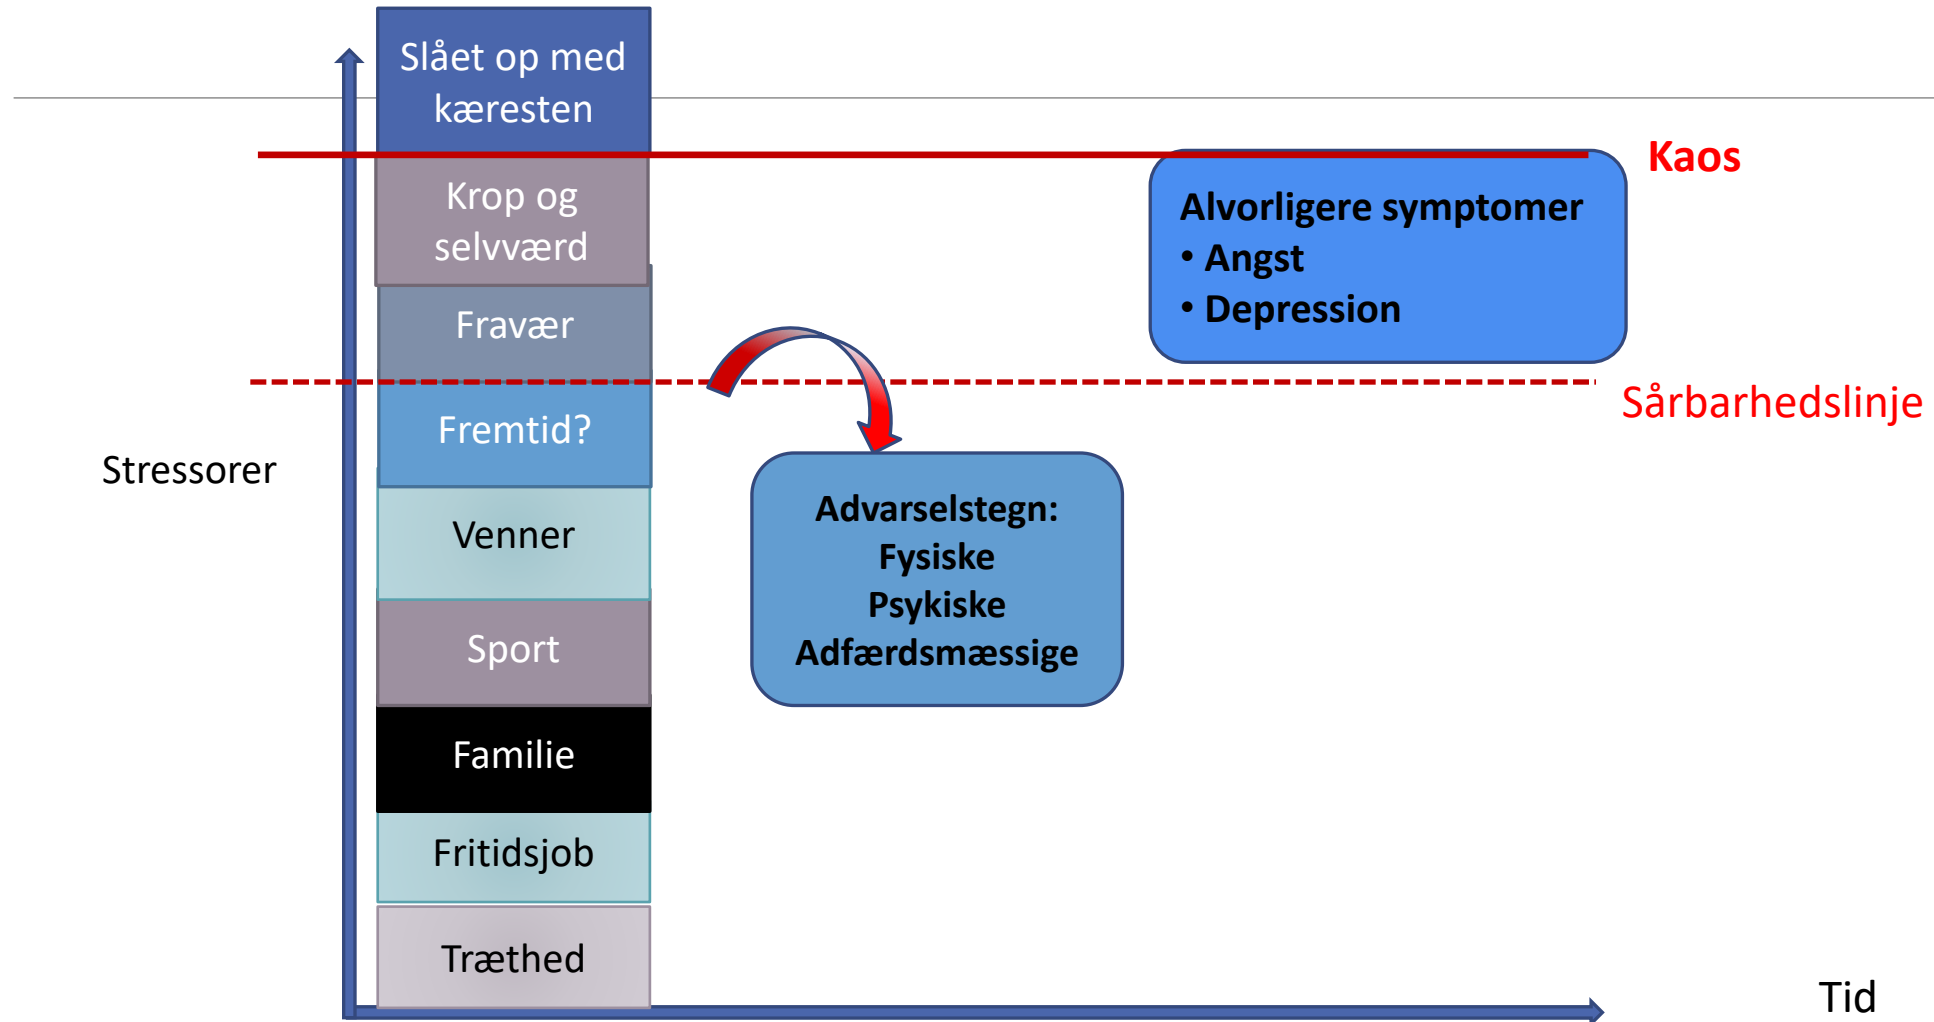 Slået op med
kæresten
Kaos
Krop og
selvværd
Alvorligere symptomer
• Angst
• Depression
Fravær
Sårbarhedslinje
Fremtid?
Stressorer
Venner
Advarselstegn:
Fysiske
Psykiske
Adfærdsmæssige
Sport
Familie
Fritidsjob
Træthed
Tid